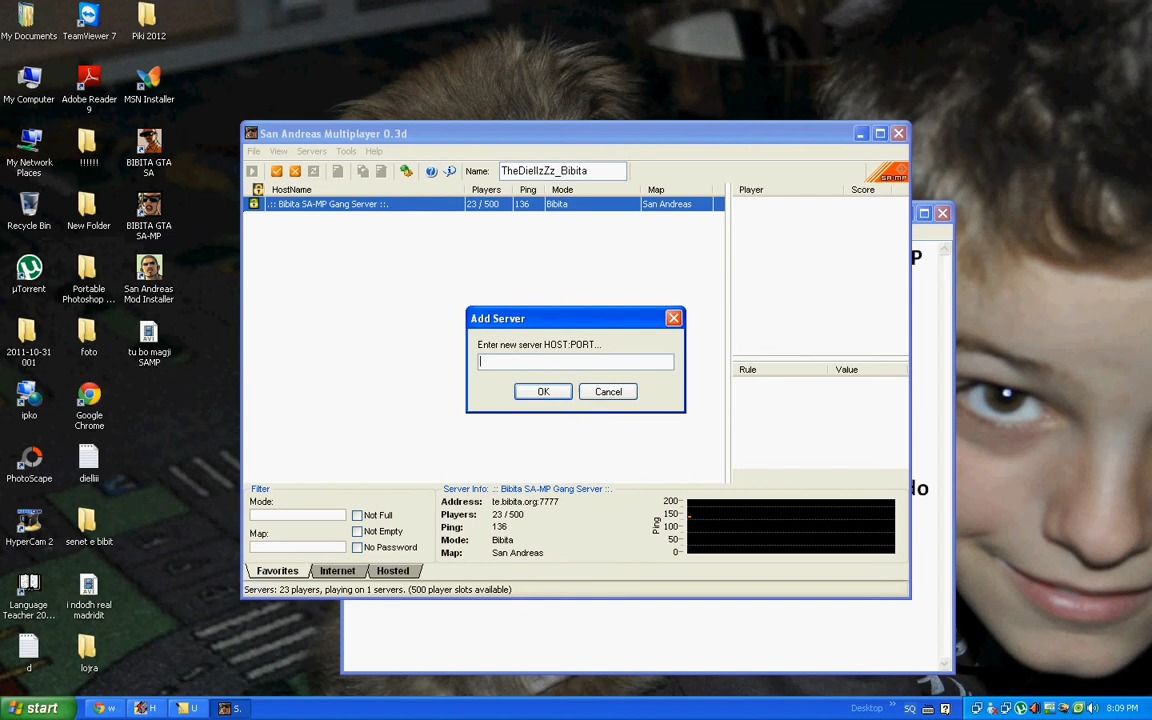 My Documents
TeamViewer 7
Piki 2012
My Computer
Adobe Reader 9
MSN Installer
My Network Places
!!!!!!
BIBITA GTA SA
Recycle Bin
New Folder
BIBITA GTA SA-MP
µTorrent
Portable Photoshop ...
San Andreas Mod Installer
2011-10-31 001
foto
tu bo magji SAMP
ipko
Google Chrome
PhotoScape
dielliii
HyperCam 2
senet e bibit
Language Teacher 20...
i ndodh real madridit
d
lojra
San Andreas Multiplayer 0.3d
File View Servers Tools Help
Name: TheDiellzZz_Bibita
SA-MP
HostName Players Ping Mode Map
Player Score
.:: Bibita SA-MP Gang Server ::. 23 / 500 136 Bibita San Andreas
P
Add Server
Enter new server HOST:PORT...
OK Cancel
Rule Value
do
Filter
Mode:
Not Full
Not Empty
Map:
No Password
Server Info: .:: Bibita SA-MP Gang Server ::.
Address: te.bibita.org:7777
Players: 23 / 500
Ping: 136
Mode: Bibita
Map: San Andreas
Ping
200
150
100
50
0
Favorites Internet Hosted
Servers: 23 players, playing on 1 servers. (500 player slots available)
start
w
H
U
S.
Desktop
»
SQ
8:09 PM